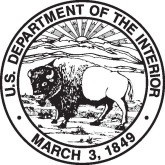 U.S. DEPARTMENT OF THE INTERIOR
MARCH 3, 1849